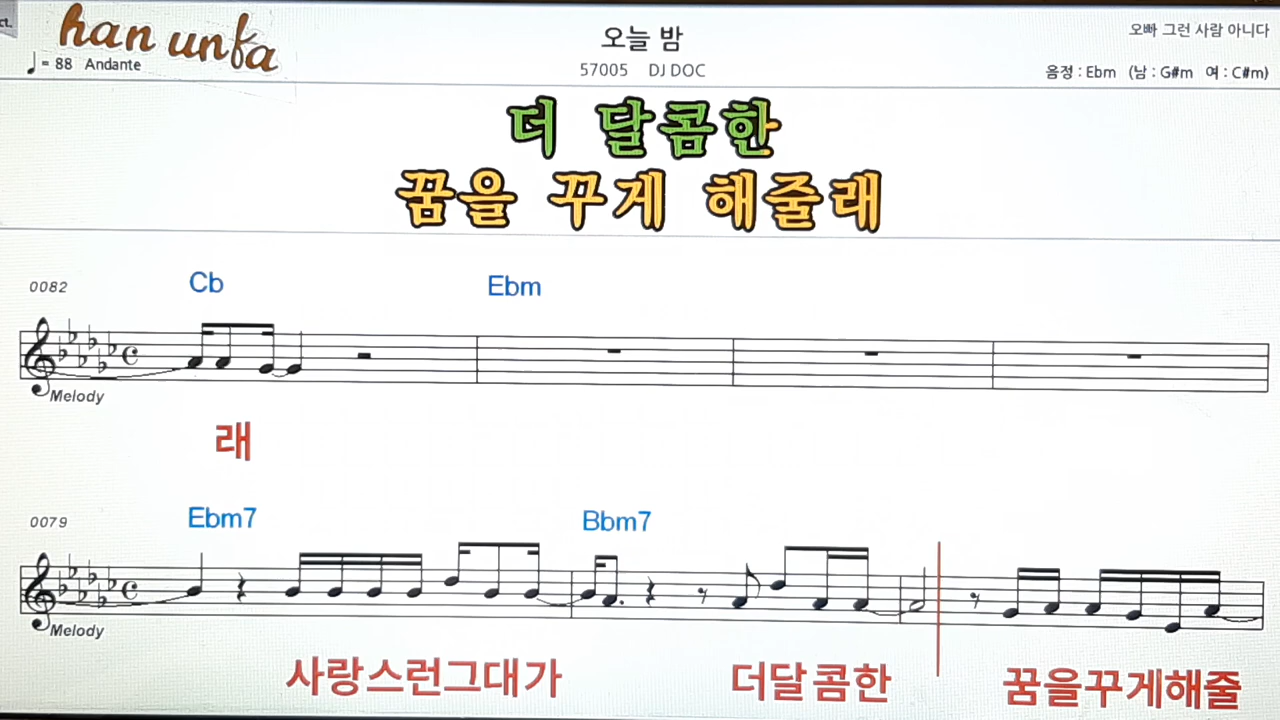 ct.
han unfa
♩= 88 Andante
오늘 밤
57005 DJ DOC
오빠 그런 사람 아니다
음정 : Ebm (남 : G#m 여 : C#m)
더 달콤한
꿈을 꾸게 해줄래
0082
Cb Ebm
Melody
래
0079
Ebm7 Bbm7
Melody
사랑스런그대가 더달콤한 꿈을꾸게해줄